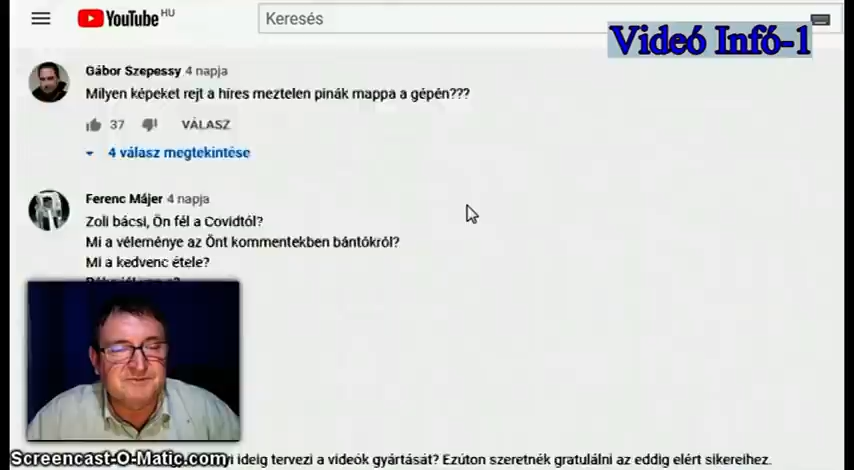 YouTube HU
Keresés
Videó Infó-1
Gábor Szepessy 4 napja
Milyen képeket rejt a híres meztelen pinák mappa a gépén???
37 VÁLASZ
4 válasz megtekintése
Ferenc Májer 4 napja
Zoli bácsi, Ön fél a Covidtól?
Mi a véleménye az Önt kommentekben bántókról?
Mi a kedvenc étele?
ideig tervezi a videók gyártását? Ezúton szeretnék gratulálni az eddig elért sikereihez.
Screencast-O-Matic.com